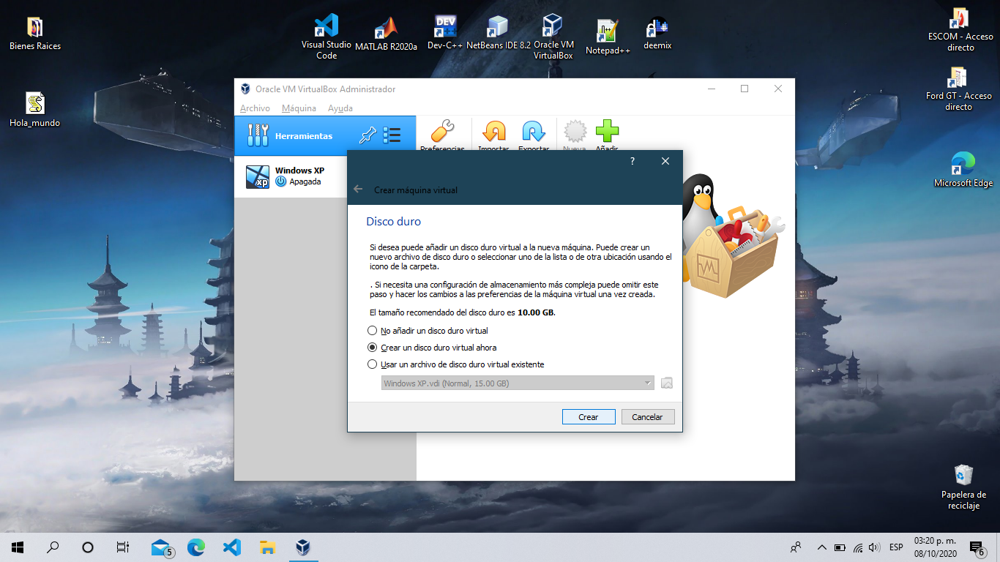 Bienes Raices
Hola_mundo
Visual Studio
Code
MATLAB R2020a
DEV
Dev-C++
NetBeans IDE 8.2
Oracle VM
VirtualBox
Notepad++
deemix
ESCOM - Acceso
directo
Ford GT - Acceso
directo
Microsoft Edge
Papelera de
reciclaje
Oracle VM VirtualBox Administrador
Archivo Máquina Ayuda
Herramientas
Preferencias Importar Exportar Nueva Añadir
xp
Windows XP
Apagada
?
Crear máquina virtual
Disco duro
Si desea puede añadir un disco duro virtual a la nueva máquina. Puede crear un
nuevo archivo de disco duro o seleccionar uno de la lista o de otra ubicación usando el
icono de la carpeta.
. Si necesita una configuración de almacenamiento más compleja puede omitir este
paso y hacer los cambios a las preferencias de la máquina virtual una vez creada.
El tamaño recomendado del disco duro es 10.00 GB.
No añadir un disco duro virtual
Crear un disco duro virtual ahora
Usar un archivo de disco duro virtual existente
Windows XP.vdi (Normal, 15.00 GB)
Crear Cancelar
5
ESP
03:20 p. m.
08/10/2020
6